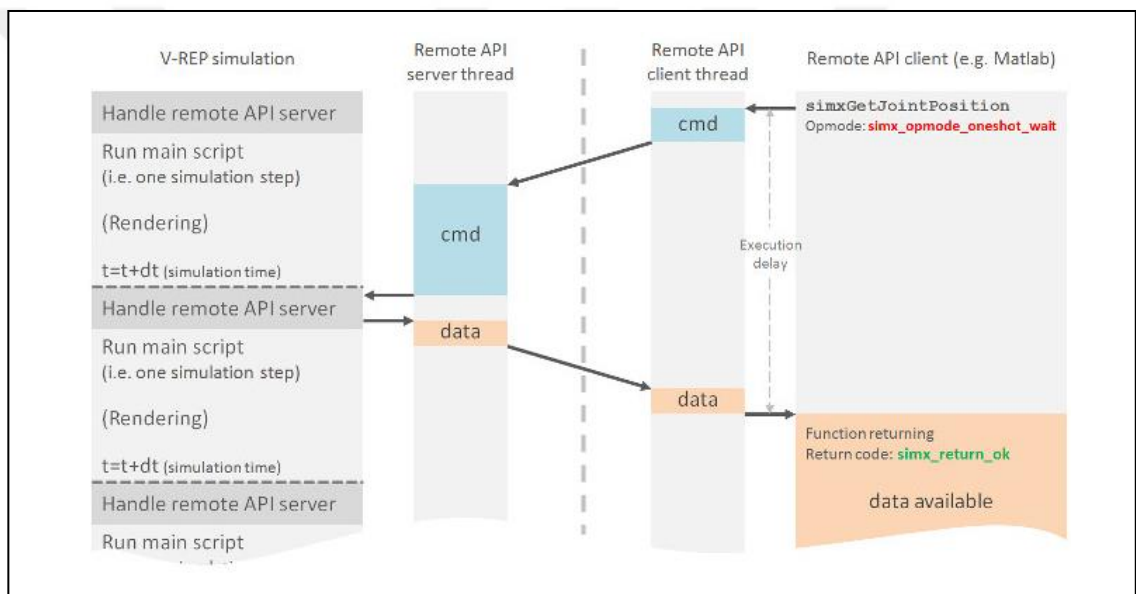 V-REP simulation
Handle remote API server
Run main script
(i.e. one simulation step)
(Rendering)
t=t+dt (simulation time)
Handle remote API server
Run main script
(i.e. one simulation step)
(Rendering)
t=t+dt (simulation time)
Handle remote API server
Run main script
Remote API
server thread
cmd
data
Remote API
client thread
cmd
Execution
delay
data
Remote API client (e.g. Matlab)
simxGetJointPosition
Opmode: simx_opmode_oneshot_wait
Function returning
Return code: simx_return_ok
data available